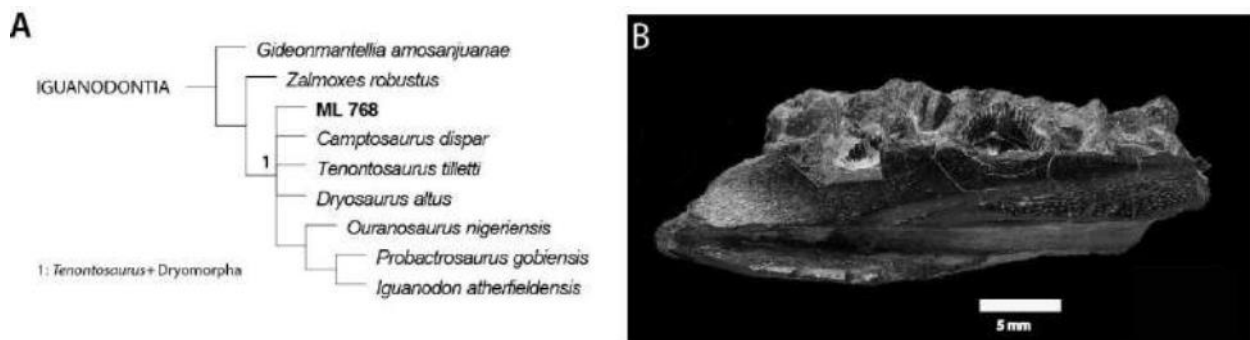 A
Gideonmantellia amosanjuanae
Zalmoxes robustus
IGUANODONTIA
ML 768
Camptosaurus dispar
1
Tenontosaurus tilletti
Dryosaurus altus
Ouranosaurus nigeriensis
Probactrosaurus gobiensis
1: Tenontosaurus + Dryomorpha
Iguanodon atherfieldensis
B
5 mm